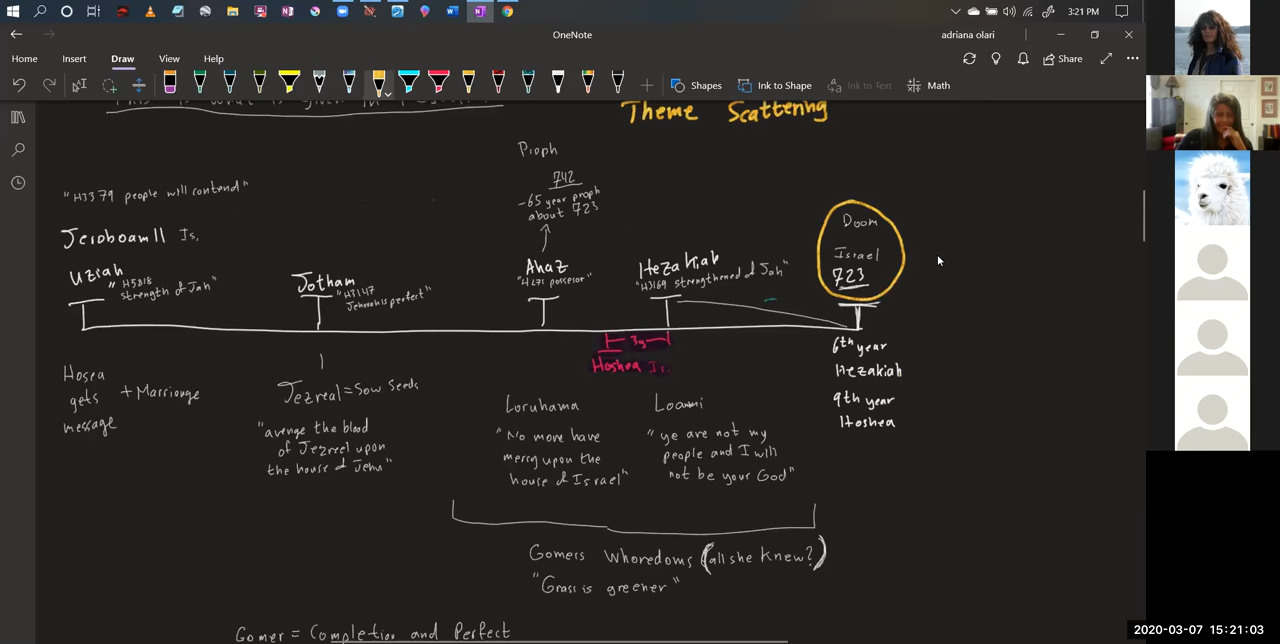 3:21 PM
OneNote
adriana olari
Home Insert Draw View Help
Share
Shapes Ink to Shape Ink to Text Math
Theme Scattering
Proph
742
-65 year proph
about 723
"H3379 people will contend"
Jeroboam II Is.
Uziah
"H5818
strength of Jah"
Jotham
"H3147
Jehovah is perfect"
Ahaz
"H271 possesor"
Hezakiah
"H3169 strengthened of Jah"
Doom
Israel
723
3y
Hoshea Is.
6th year
Hezakiah
9th year
Hoshea
Hosea
gets
message
+ Marriange
Jezreal = Sow Seeds
"avenge the blood
of Jezreel upon
the house of Jehu"
Loruhama
"No more have
mercy upon the
house of Israel"
Loammi
"ye are not my
people and I will
not be your God"
Gomers Whoredoms (all she knew?)
"Grass is greener"
Gomer = Completion and Perfect
2020-03-07 15:21:03